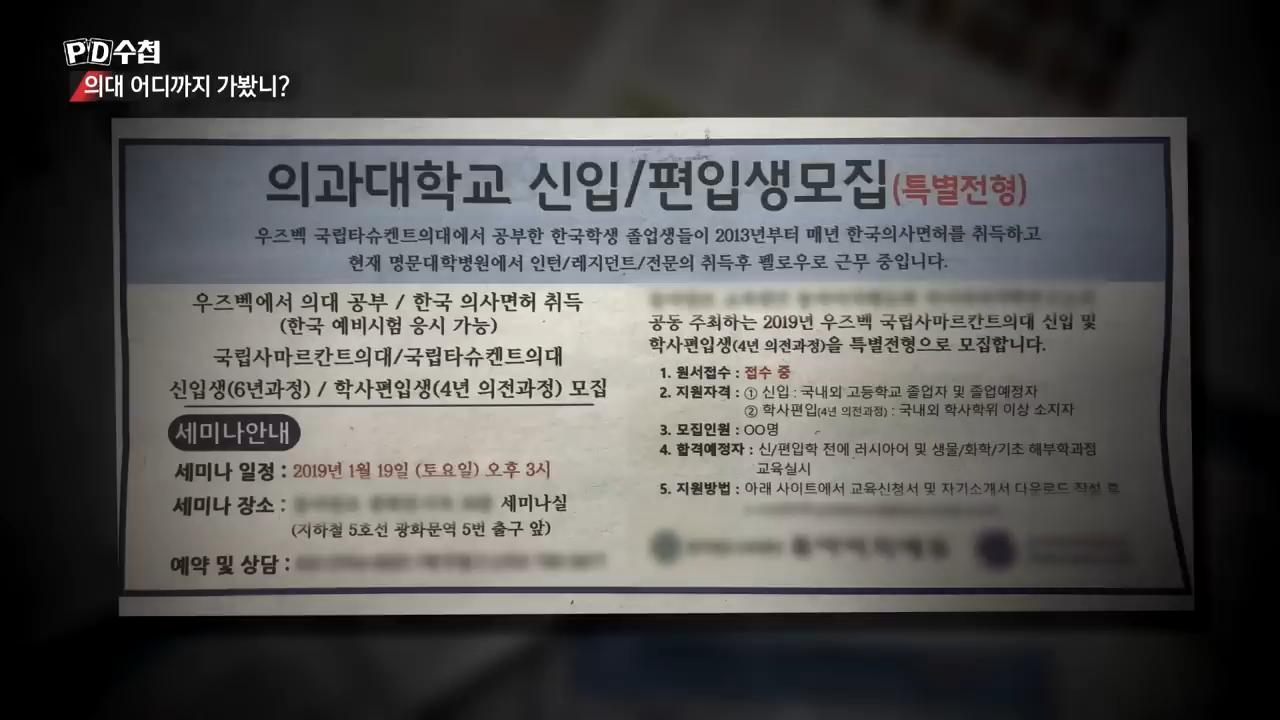 PD수첩
의대 어디까지 가봤니?
의과대학교 신입/편입생모집(특별전형)
우즈벡 국립타슈켄트의대에서 공부한 한국학생 졸업생들이 2013년부터 매년 한국의사면허를 취득하고
현재 명문대학병원에서 인턴/레지던트/전문의 취득후 펠로우로 근무 중입니다.
우즈벡에서 의대 공부 / 한국 의사면허 취득
(한국 예비시험 응시 가능)
국립사마르칸트의대/국립타슈켄트의대
신입생(6년과정) / 학사편입생(4년 의전과정) 모집
세미나안내
세미나 일정 : 2019년 1월 19일 (토요일) 오후 3시
세미나 장소 : 세미나실
(지하철 5호선 광화문역 5번 출구 앞)
예약 및 상담 :
공동 주최하는 2019년 우즈벡 국립사마르칸트의대 신입 및
학사편입생(4년 의전과정)을 특별전형으로 모집합니다.
1. 원서접수 : 접수 중
2. 지원자격 : ① 신입 : 국내외 고등학교 졸업자 및 졸업예정자
② 학사편입(4년 의전과정) : 국내외 학사학위 이상 소지자
3. 모집인원 : OO명
4. 합격예정자 : 신/편입학 전에 러시아어 및 생물/화학/기초 해부학과정
교육실시
5. 지원방법 : 아래 사이트에서 교육신청서 및 자기소개서 다운로드 작성 후